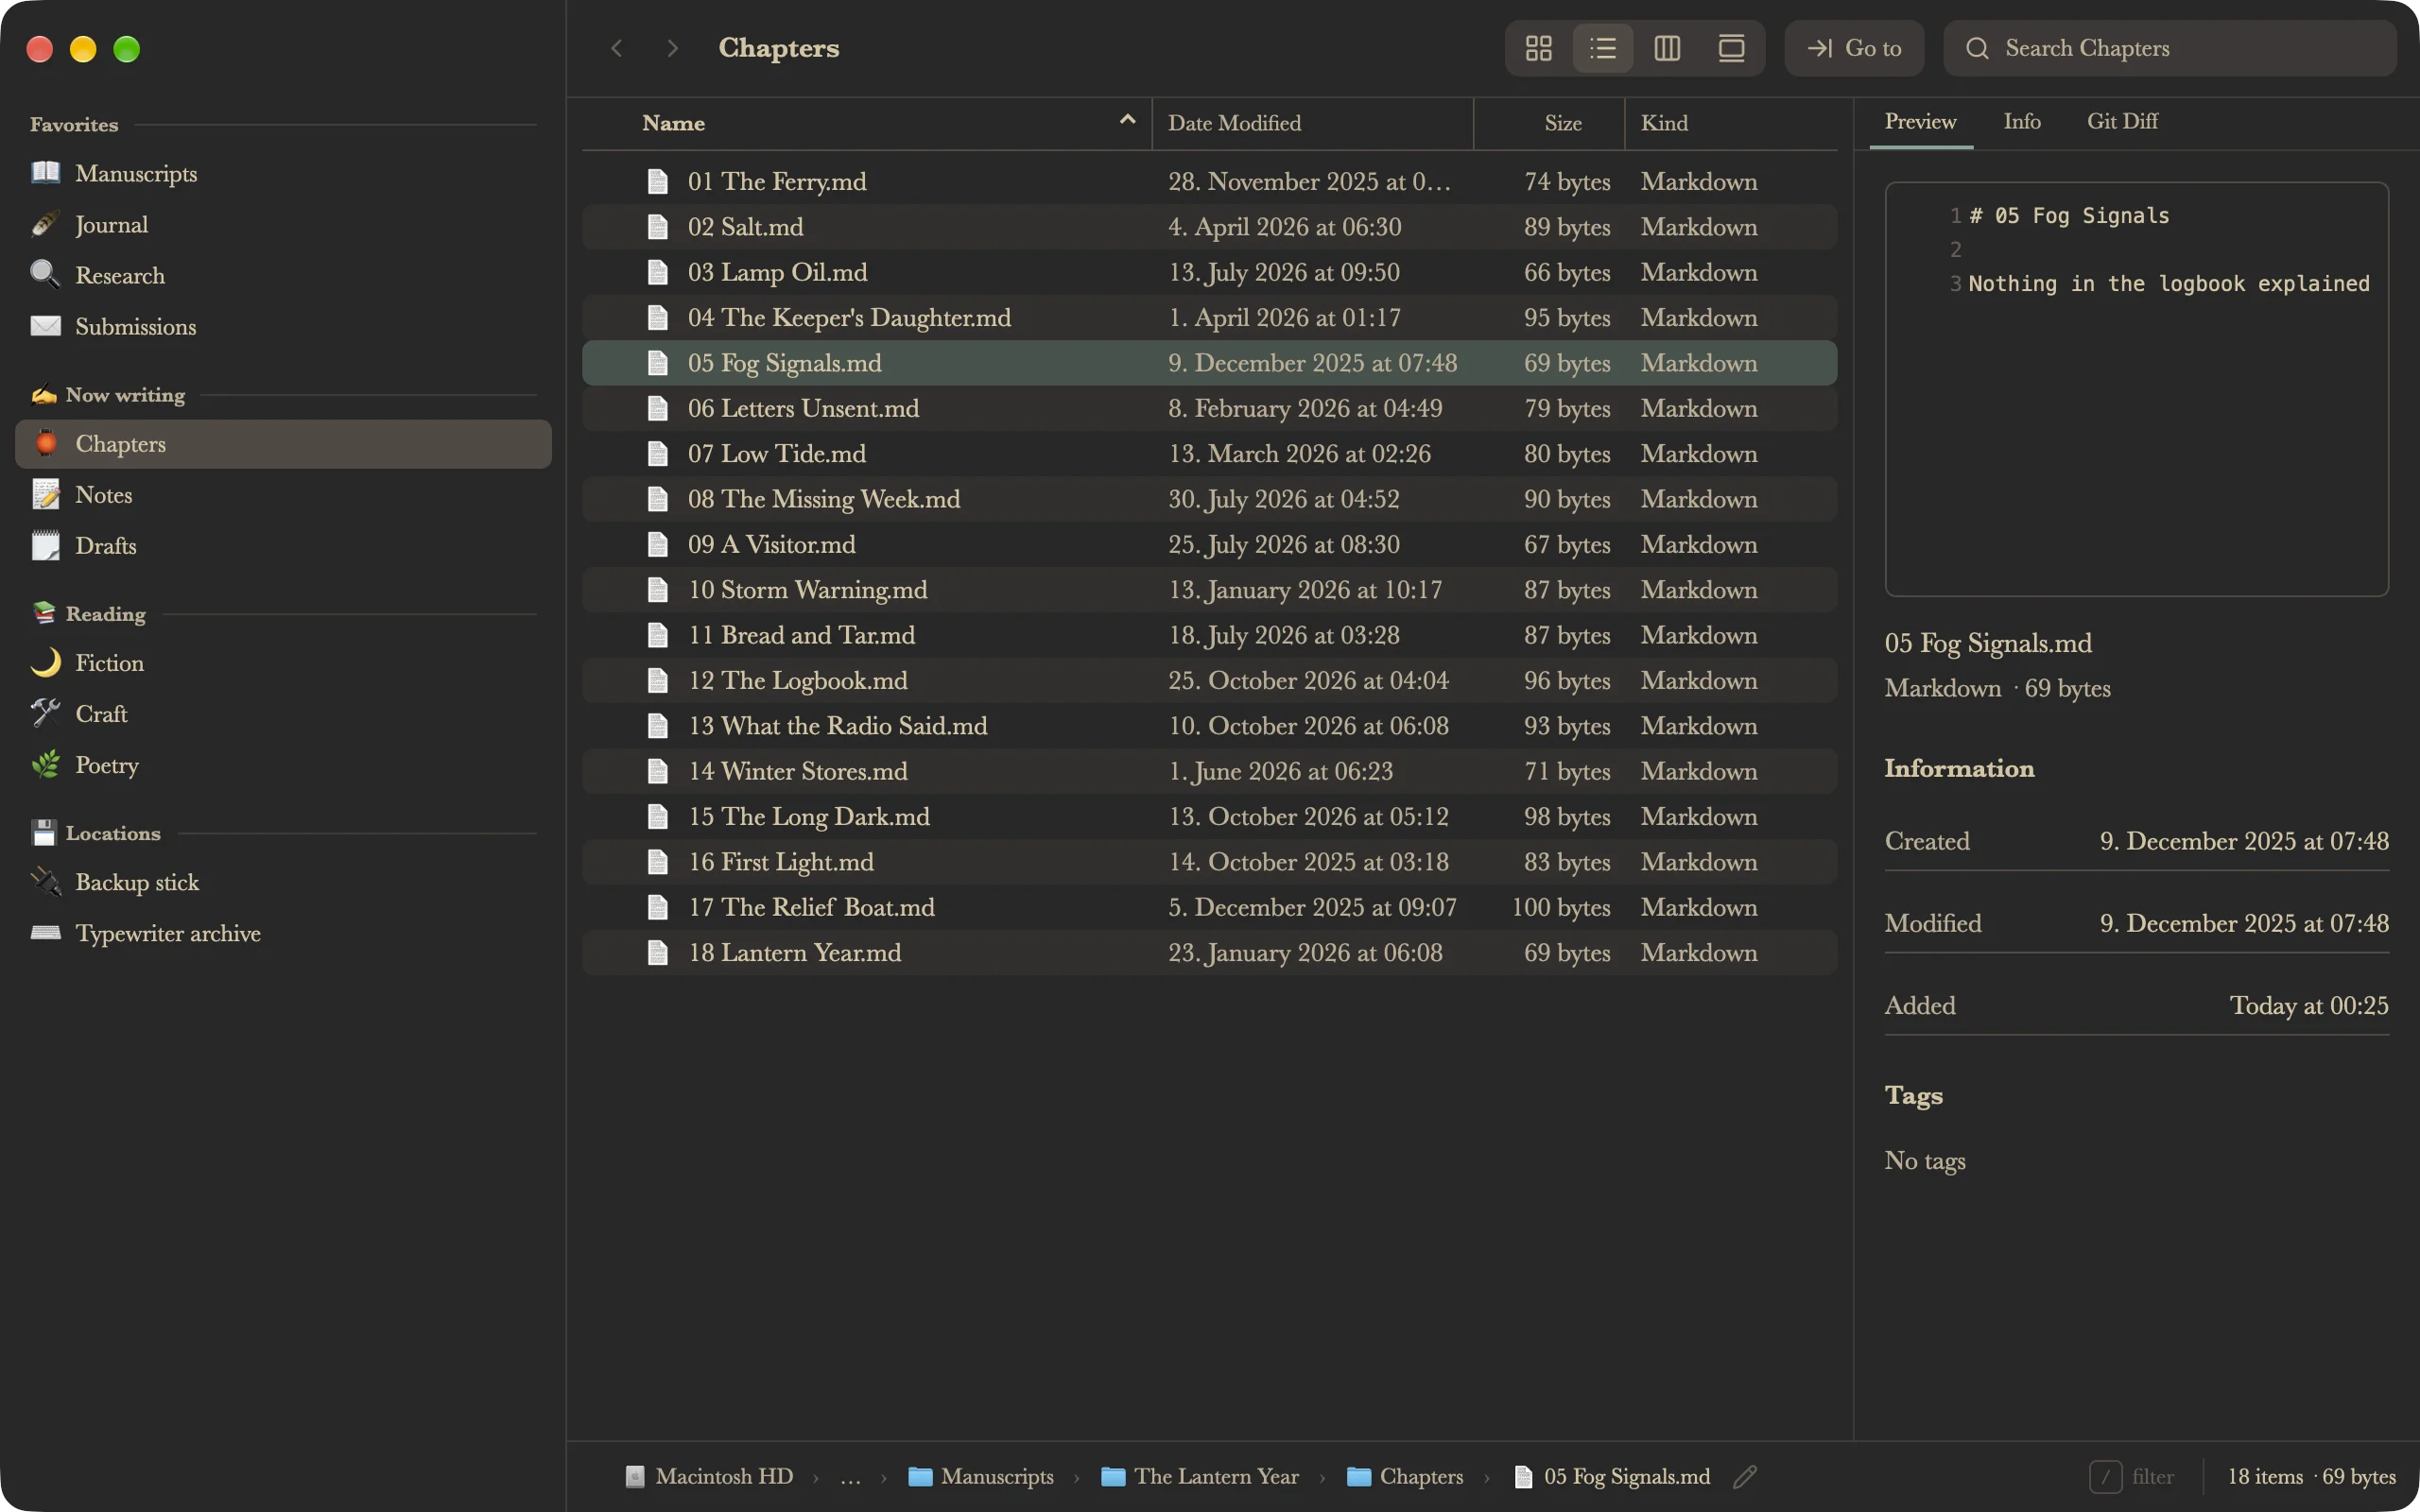 Chapters
Go to
Search Chapters
Favorites
Manuscripts
Journal
Research
Submissions
Now writing
Chapters
Notes
Drafts
Reading
Fiction
Craft
Poetry
Locations
Backup stick
Typewriter archive
Name Date Modified Size Kind
01 The Ferry.md 28. November 2025 at 0… 74 bytes Markdown
02 Salt.md 4. April 2026 at 06:30 89 bytes Markdown
03 Lamp Oil.md 13. July 2026 at 09:50 66 bytes Markdown
04 The Keeper's Daughter.md 1. April 2026 at 01:17 95 bytes Markdown
05 Fog Signals.md 9. December 2025 at 07:48 69 bytes Markdown
06 Letters Unsent.md 8. February 2026 at 04:49 79 bytes Markdown
07 Low Tide.md 13. March 2026 at 02:26 80 bytes Markdown
08 The Missing Week.md 30. July 2026 at 04:52 90 bytes Markdown
09 A Visitor.md 25. July 2026 at 08:30 67 bytes Markdown
10 Storm Warning.md 13. January 2026 at 10:17 87 bytes Markdown
11 Bread and Tar.md 18. July 2026 at 03:28 87 bytes Markdown
12 The Logbook.md 25. October 2026 at 04:04 96 bytes Markdown
13 What the Radio Said.md 10. October 2026 at 06:08 93 bytes Markdown
14 Winter Stores.md 1. June 2026 at 06:23 71 bytes Markdown
15 The Long Dark.md 13. October 2026 at 05:12 98 bytes Markdown
16 First Light.md 14. October 2025 at 03:18 83 bytes Markdown
17 The Relief Boat.md 5. December 2025 at 09:07 100 bytes Markdown
18 Lantern Year.md 23. January 2026 at 06:08 69 bytes Markdown
Preview Info Git Diff
1 # 05 Fog Signals
2
3 Nothing in the logbook explained
05 Fog Signals.md
Markdown · 69 bytes
Information
Created 9. December 2025 at 07:48
Modified 9. December 2025 at 07:48
Added Today at 00:25
Tags
No tags
Macintosh HD › … › Manuscripts › The Lantern Year › Chapters › 05 Fog Signals.md
/ filter
18 items · 69 bytes